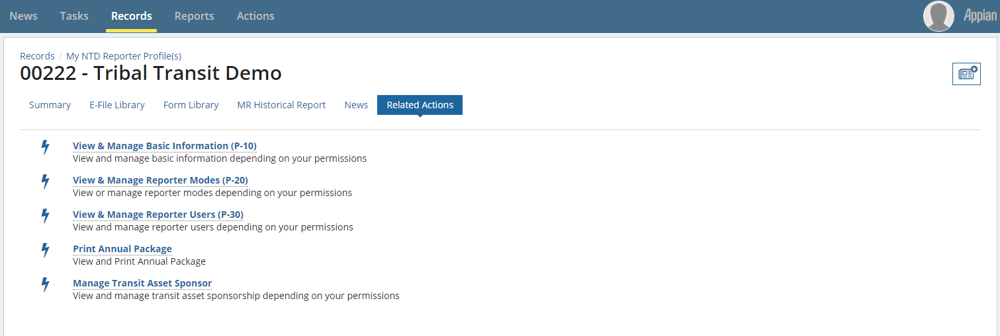 News Tasks Records Reports Actions Appian
Records / My NTD Reporter Profile(s)
00222 - Tribal Transit Demo
Summary E-File Library Form Library MR Historical Report News Related Actions
View & Manage Basic Information (P-10)
View and manage basic information depending on your permissions
View & Manage Reporter Modes (P-20)
View or manage reporter modes depending on your permissions
View & Manage Reporter Users (P-30)
View and manage reporter users depending on your permissions
Print Annual Package
View and Print Annual Package
Manage Transit Asset Sponsor
View and manage transit asset sponsorship depending on your permissions